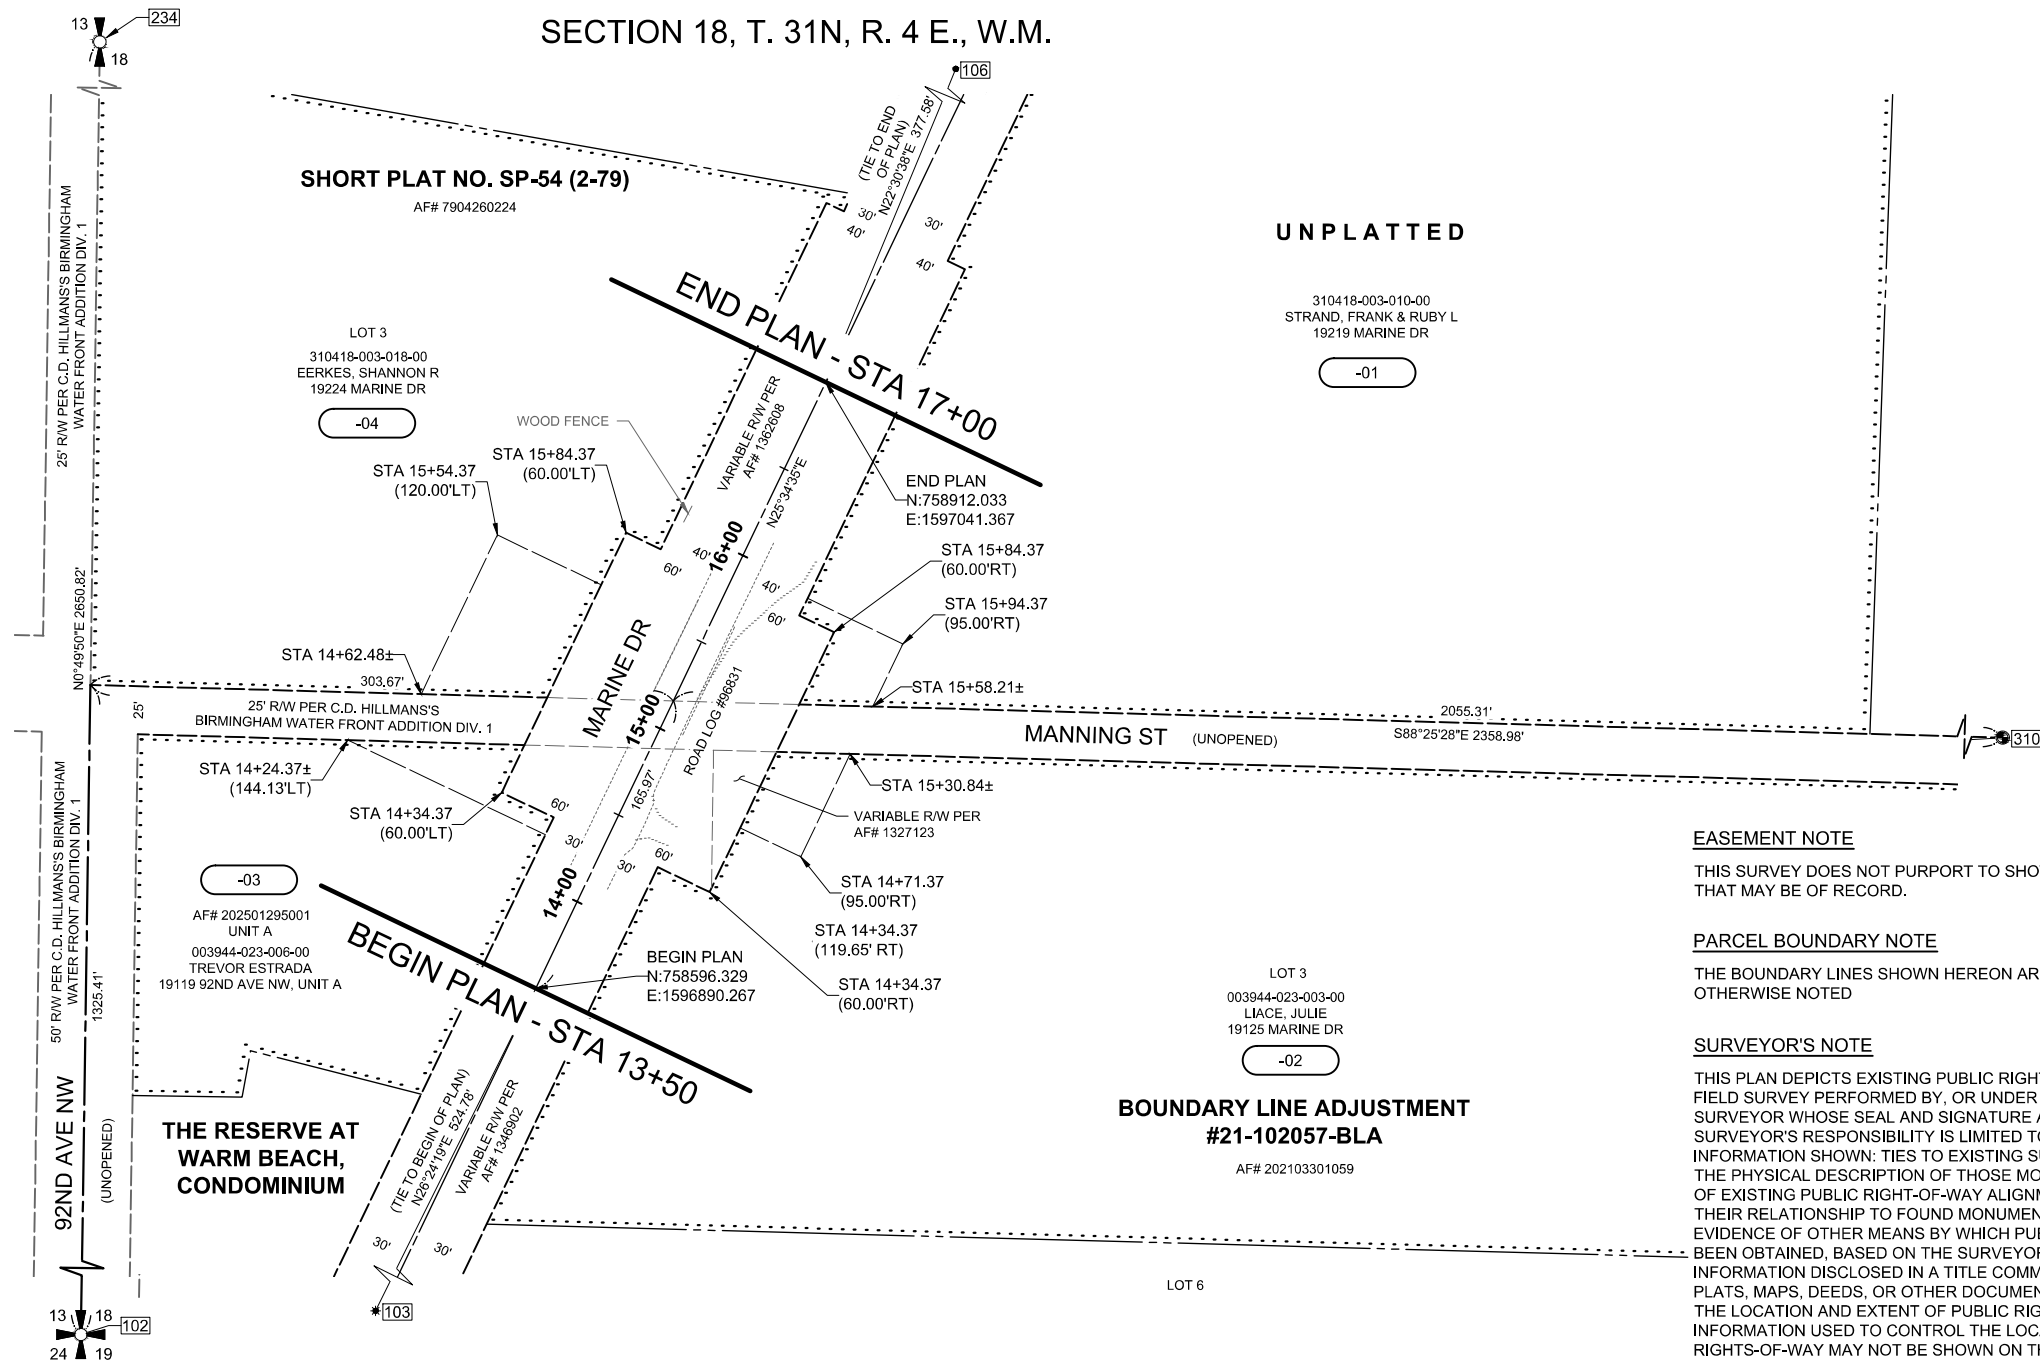 SECTION 18, T. 31N, R. 4 E., W.M.
13
234
18
106
(TIE TO END
OF PLAN)
N22°30'38"E 377.58'
SHORT PLAT NO. SP-54 (2-79)
AF# 7904260224
30'
40'
30'
40'
UNPLATTED
310418-003-010-00
STRAND, FRANK & RUBY L
19219 MARINE DR
-01
25' R/W PER C.D. HILLMANS'S BIRMINGHAM
WATER FRONT ADDITION DIV. 1
LOT 3
310418-003-018-00
EERKES, SHANNON R
19224 MARINE DR
-04
END PLAN - STA 17+00
VARIABLE R/W PER
AF# 1362608
WOOD FENCE
STA 15+84.37
(60.00'LT)
STA 15+54.37
(120.00'LT)
N25°34'35"E
END PLAN
N:758912.033
E:1597041.367
16+00
40'
60'
40'
60'
STA 15+84.37
(60.00'RT)
STA 15+94.37
(95.00'RT)
N0°49'50"E 2650.82'
STA 14+62.48±
303.67'
MARINE DR
STA 15+58.21±
25'
25' R/W PER C.D. HILLMANS'S
BIRMINGHAM WATER FRONT ADDITION DIV. 1
15+00
ROAD LOG #96831
MANNING ST
(UNOPENED)
2055.31'
S88°25'28"E 2358.98'
310
STA 14+24.37±
(144.13'LT)
165.97'
STA 15+30.84±
STA 14+34.37
(60.00'LT)
60'
30'
30'
60'
VARIABLE R/W PER
AF# 1327123
50' R/W PER C.D. HILLMANS'S BIRMINGHAM
WATER FRONT ADDITION DIV. 1
1325.41'
-03
AF# 202501295001
UNIT A
003944-023-006-00
TREVOR ESTRADA
19119 92ND AVE NW, UNIT A
14+00
STA 14+71.37
(95.00'RT)
STA 14+34.37
(119.65' RT)
STA 14+34.37
(60.00'RT)
BEGIN PLAN
N:758596.329
E:1596890.267
BEGIN PLAN - STA 13+50
LOT 3
003944-023-003-00
LIACE, JULIE
19125 MARINE DR
-02
BOUNDARY LINE ADJUSTMENT
#21-102057-BLA
AF# 202103301059
92ND AVE NW
(UNOPENED)
THE RESERVE AT
WARM BEACH,
CONDOMINIUM
(TIE TO BEGIN OF PLAN)
N26°24'19"E 524.78'
VARIABLE R/W PER
AF# 1346902
30'
30'
103
LOT 6
13
18
102
24
19
EASEMENT NOTE
THIS SURVEY DOES NOT PURPORT TO SHO
THAT MAY BE OF RECORD.
PARCEL BOUNDARY NOTE
THE BOUNDARY LINES SHOWN HEREON AR
OTHERWISE NOTED
SURVEYOR'S NOTE
THIS PLAN DEPICTS EXISTING PUBLIC RIGHT
FIELD SURVEY PERFORMED BY, OR UNDER
SURVEYOR WHOSE SEAL AND SIGNATURE A
SURVEYOR'S RESPONSIBILITY IS LIMITED TO
INFORMATION SHOWN: TIES TO EXISTING SU
THE PHYSICAL DESCRIPTION OF THOSE MO
OF EXISTING PUBLIC RIGHT-OF-WAY ALIGNM
THEIR RELATIONSHIP TO FOUND MONUMEN
EVIDENCE OF OTHER MEANS BY WHICH PUB
BEEN OBTAINED, BASED ON THE SURVEYOR
INFORMATION DISCLOSED IN A TITLE COMM
PLATS, MAPS, DEEDS, OR OTHER DOCUMEN
THE LOCATION AND EXTENT OF PUBLIC RIG
INFORMATION USED TO CONTROL THE LOCA
RIGHTS-OF-WAY MAY NOT BE SHOWN ON TH